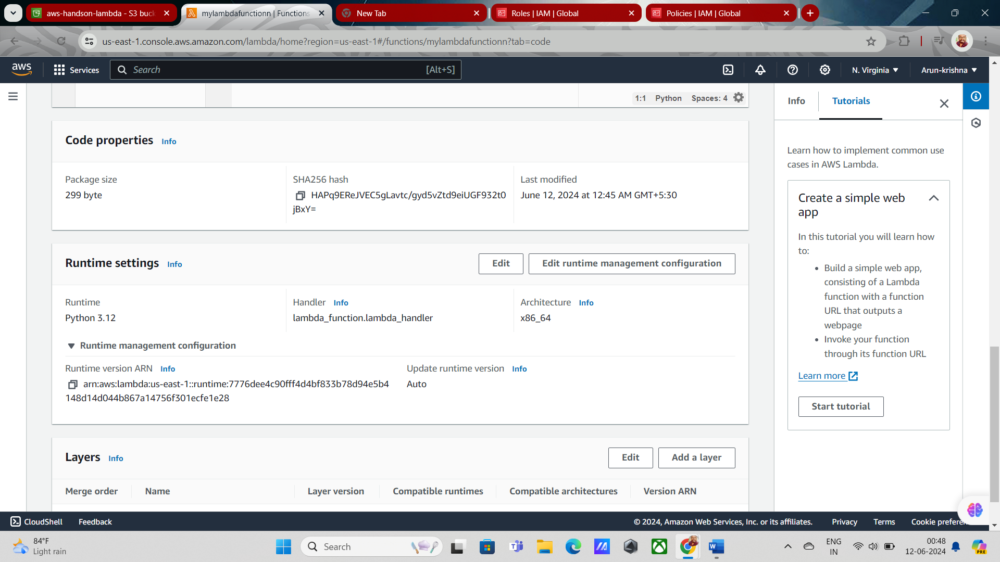 aws-handson-lambda - S3 buck
mylambdafunctionn | Functions
New Tab
Roles | IAM | Global
Policies | IAM | Global
us-east-1.console.aws.amazon.com/lambda/home?region=us-east-1#/functions/mylambdafunctionn?tab=code
aws
Services
Search
[Alt+S]
N. Virginia
Arun-krishna
1:1 Python Spaces: 4
Code properties Info
Package size
299 byte
SHA256 hash
HAPq9EReJVEC5gLavtc/gyd5vZtd9eiUGF932t0
jBxY=
Last modified
June 12, 2024 at 12:45 AM GMT+5:30
Runtime settings Info
Edit
Edit runtime management configuration
Runtime
Python 3.12
Handler Info
lambda_function.lambda_handler
Architecture Info
x86_64
Runtime management configuration
Runtime version ARN Info
arn:aws:lambda:us-east-1::runtime:7776dee4c90fff4d4bf833b78d94e5b4
148d14d044b867a14756f301ecfe1e28
Update runtime version Info
Auto
Layers Info
Edit
Add a layer
Merge order
Name
Layer version
Compatible runtimes
Compatible architectures
Version ARN
Info
Tutorials
Learn how to implement common use
cases in AWS Lambda.
Create a simple web
app
In this tutorial you will learn how
to:
• Build a simple web app,
consisting of a Lambda
function with a function
URL that outputs a
webpage
• Invoke your function
through its function URL
Learn more
Start tutorial
CloudShell
Feedback
© 2024, Amazon Web Services, Inc. or its affiliates.
Privacy
Terms
Cookie prefere
84°F
Light rain
Search
ENG
IN
00:48
12-06-2024
PRE